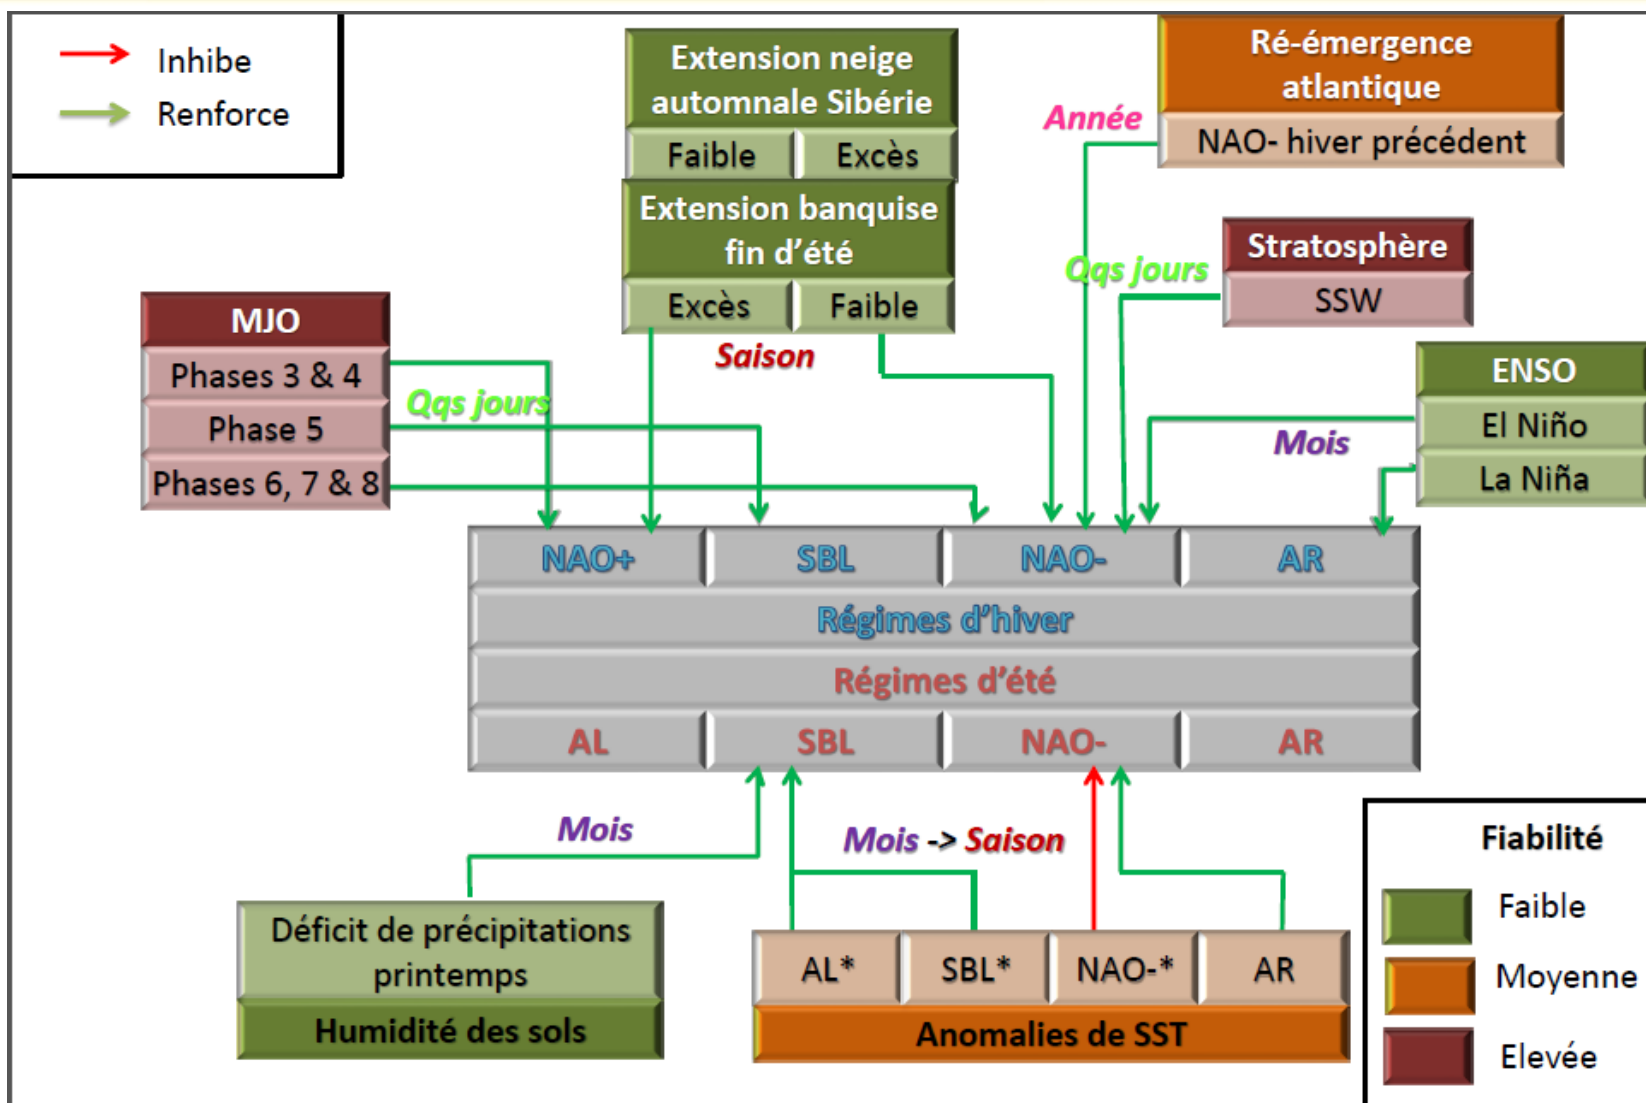 Inhibe
Renforce
Extension neige
automnale Sibérie
Faible
Excès
Extension banquise
fin d'été
Excès
Faible
Saison
Ré-émergence
atlantique
NAO- hiver précédent
Année
Stratosphère
SSW
Qqs jours
MJO
Phases 3 & 4
Phase 5
Phases 6, 7 & 8
Qqs jours
ENSO
El Niño
La Niña
Mois
NAO+
SBL
NAO-
AR
Régimes d'hiver
Régimes d'été
AL
SBL
NAO-
AR
Mois
Mois -> Saison
Déficit de précipitations
printemps
Humidité des sols
AL*
SBL*
NAO-*
AR
Anomalies de SST
Fiabilité
Faible
Moyenne
Elevée